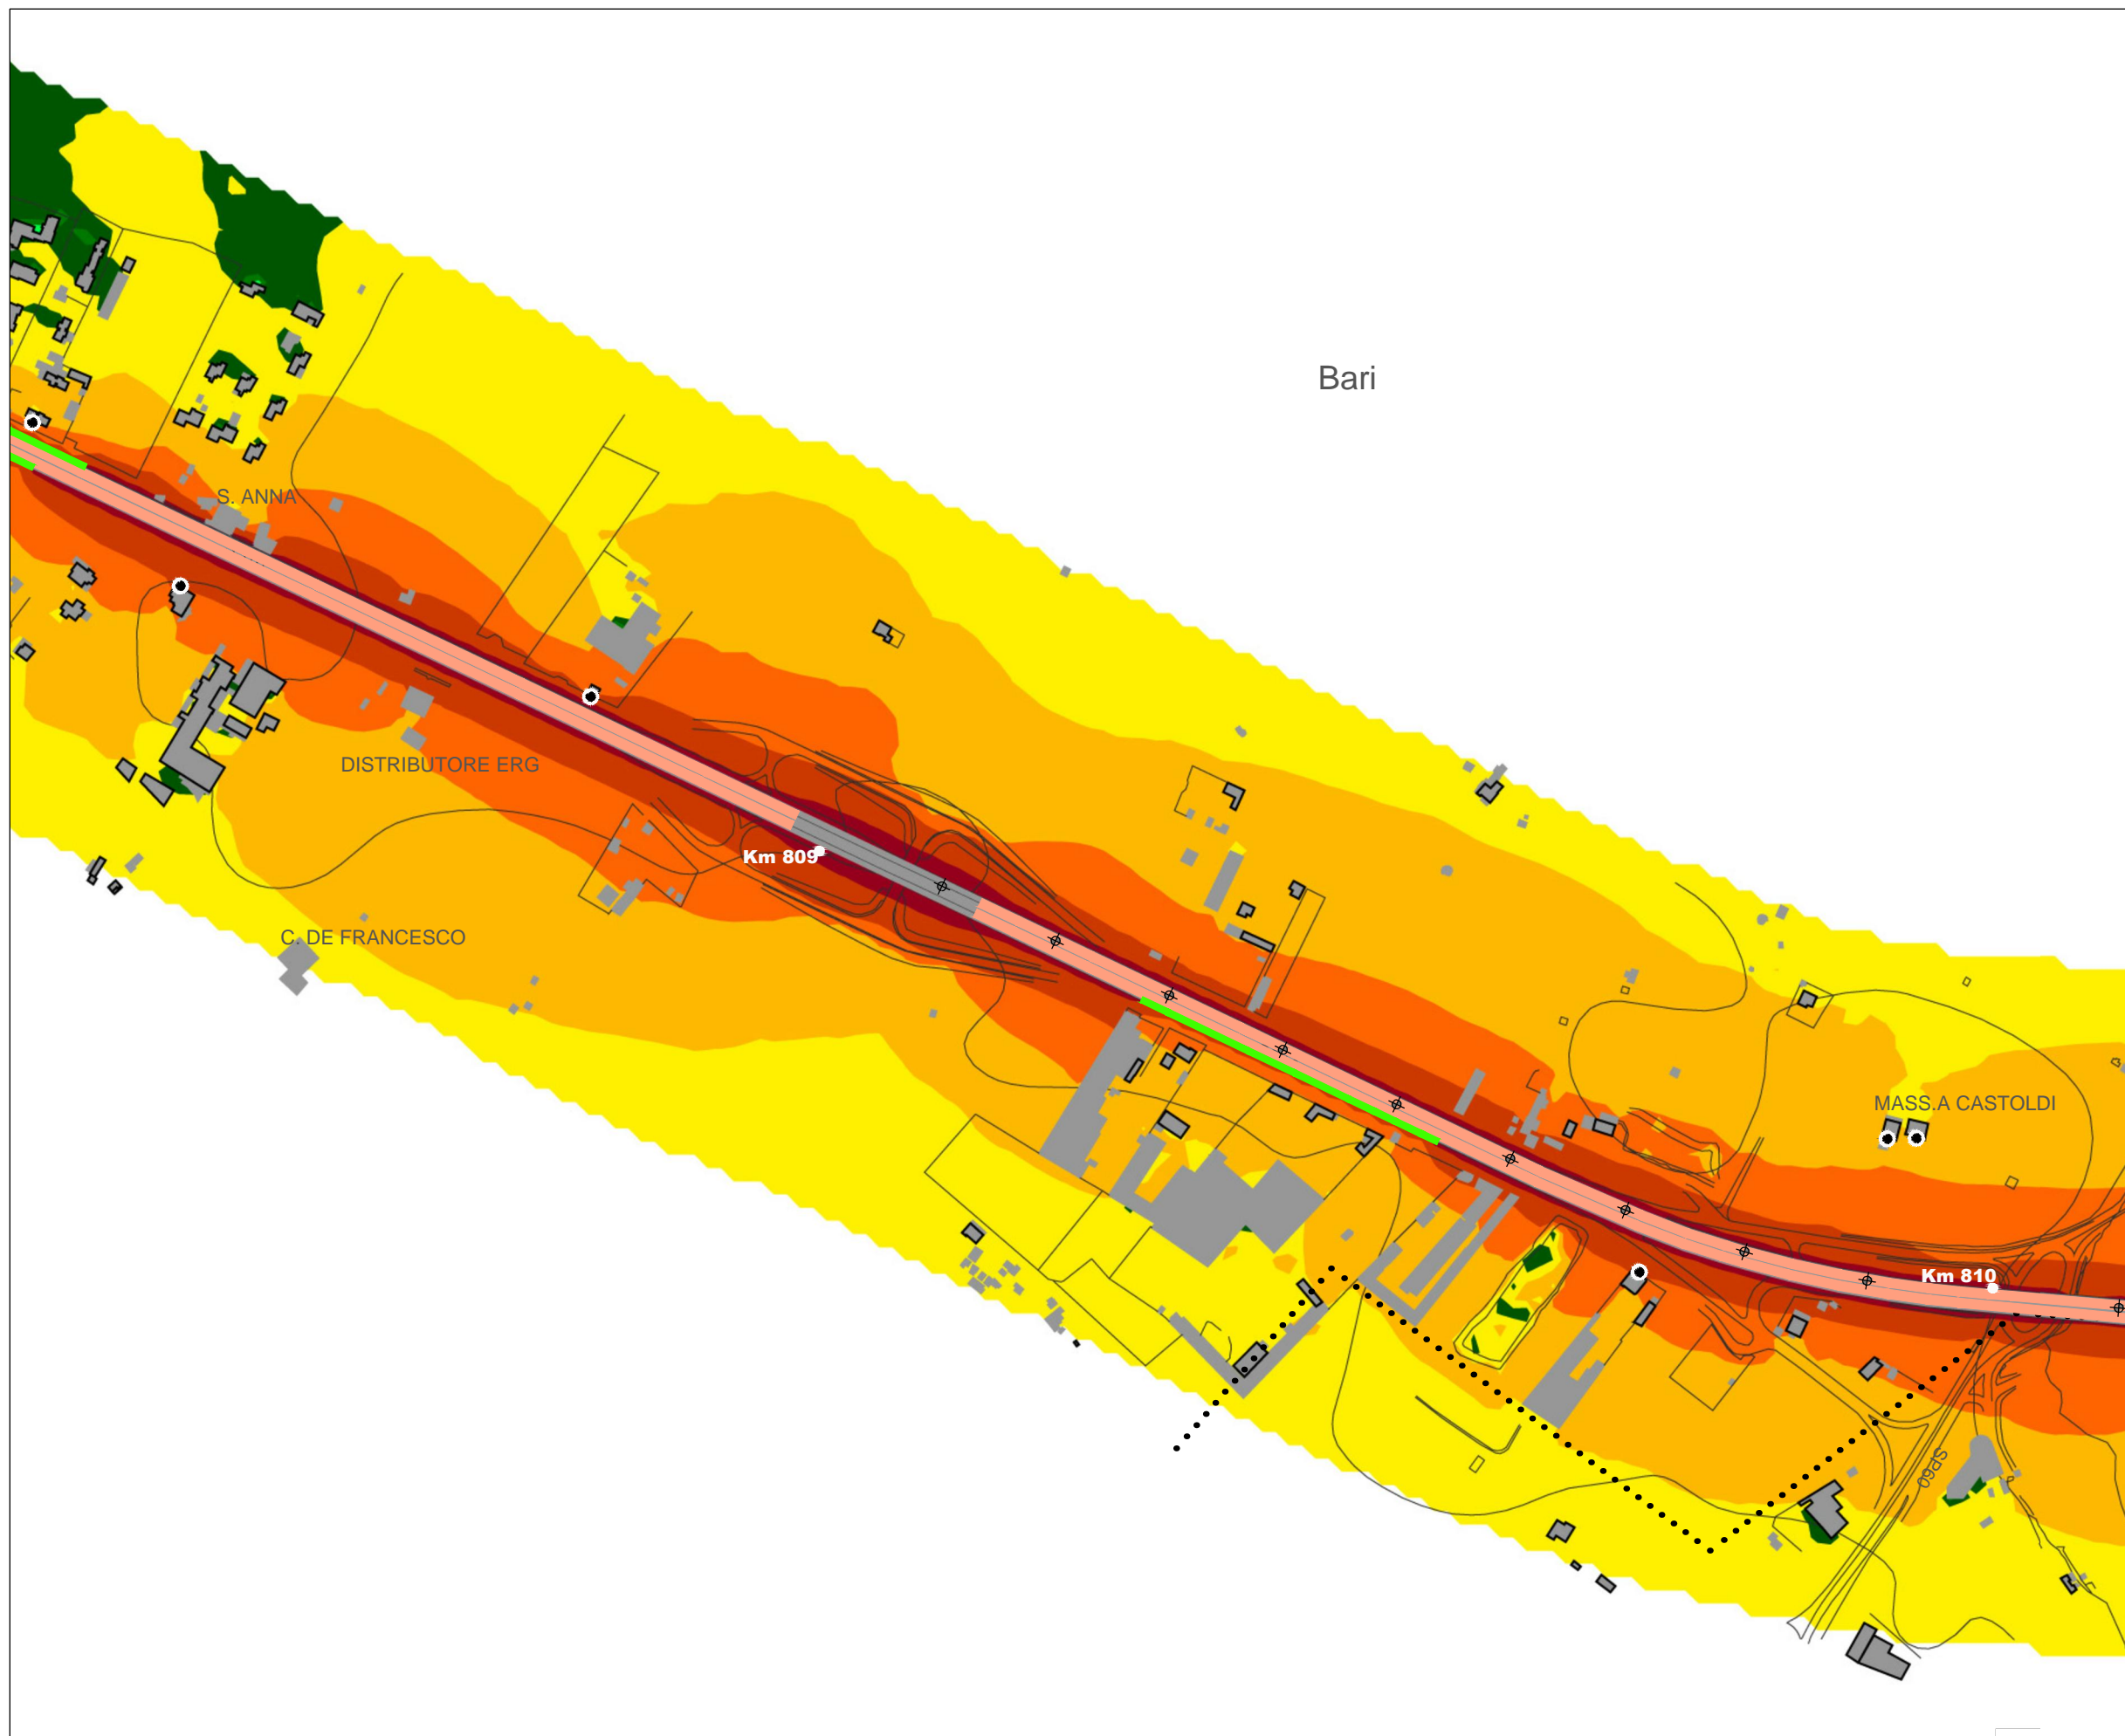 Bari
S. ANNA
DISTRIBUTORE ERG
Km 809
C. DE FRANCESCO
MASS.A CASTOLDI
Km 810
SP60